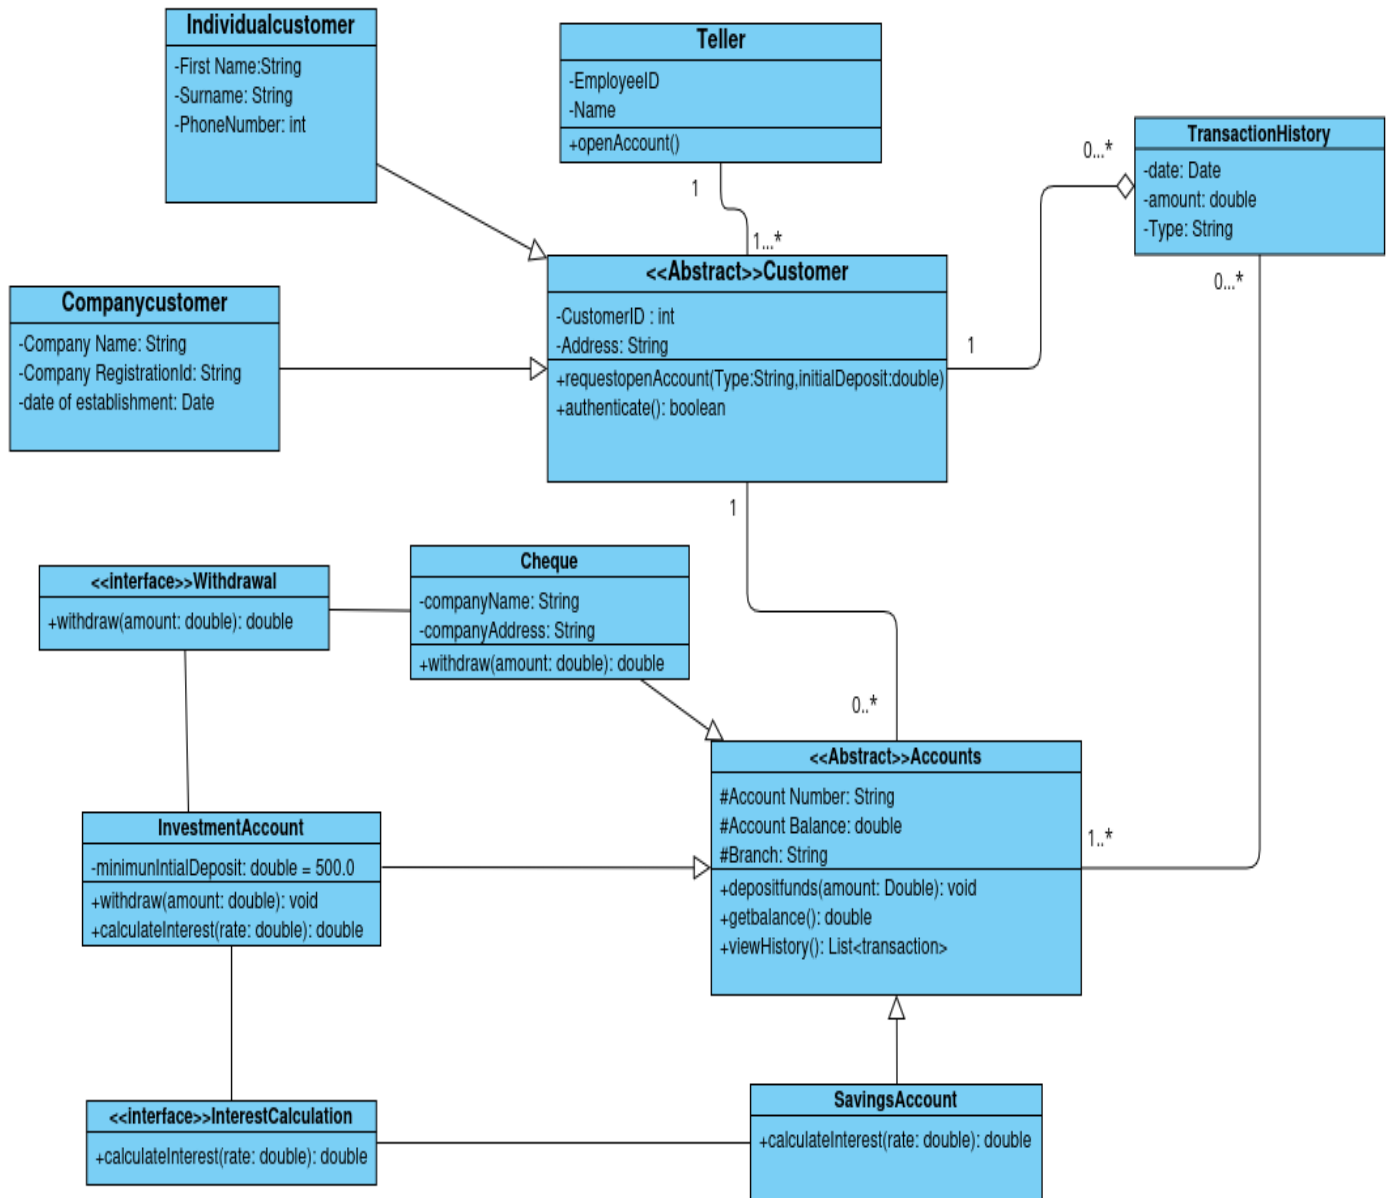 Individualcustomer
-First Name:String
-Surname: String
-PhoneNumber: int
Teller
-EmployeeID
-Name
+openAccount()
1
1...*
TransactionHistory
-date: Date
-amount: double
-Type: String
0...*
0...*
Companycustomer
-Company Name: String
-Company RegistrationId: String
-date of establishment: Date
<<Abstract>>Customer
-CustomerID : int
-Address: String
+requestopenAccount(Type:String,initialDeposit:double)
+authenticate(): boolean
1
1
0..*
<<interface>>Withdrawal
+withdraw(amount: double): double
Cheque
-companyName: String
-companyAddress: String
+withdraw(amount: double): double
<<Abstract>>Accounts
#Account Number: String
#Account Balance: double
#Branch: String
+depositfunds(amount: Double): void
+getbalance(): double
+viewHistory(): List<transaction>
1..*
InvestmentAccount
-minimunIntialDeposit: double = 500.0
+withdraw(amount: double): void
+calculateInterest(rate: double): double
<<interface>>InterestCalculation
+calculateInterest(rate: double): double
SavingsAccount
+calculateInterest(rate: double): double